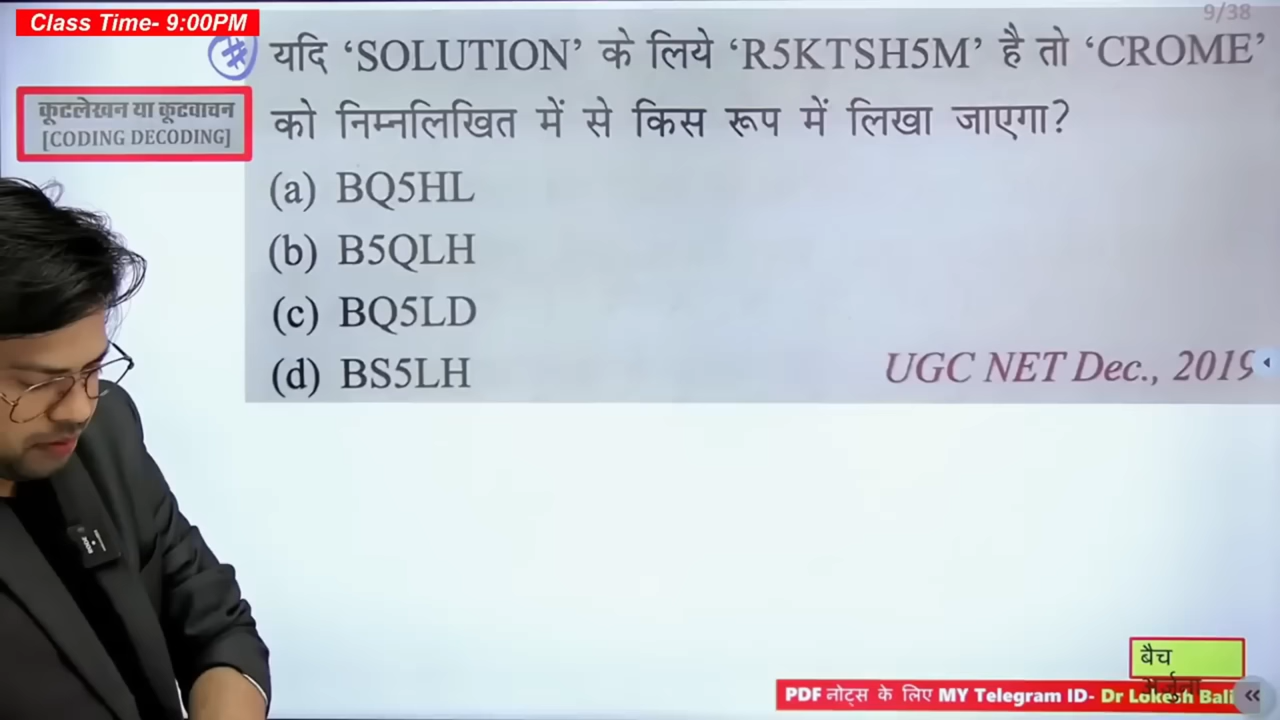 Class Time- 9:00PM
9/38
# यदि ‘SOLUTION’ के लिये ‘R5KTSH5M’ है तो ‘CROME’
कूटलेखन या कूटवाचन
[CODING DECODING]
को निम्नलिखित में से किस रूप में लिखा जाएगा?
(a) BQ5HL
(b) B5QLH
(c) BQ5LD
(d) BS5LH
UGC NET Dec., 2019
बैच
अर्जुना
PDF नोट्स के लिए MY Telegram ID- Dr Lokesh Bali